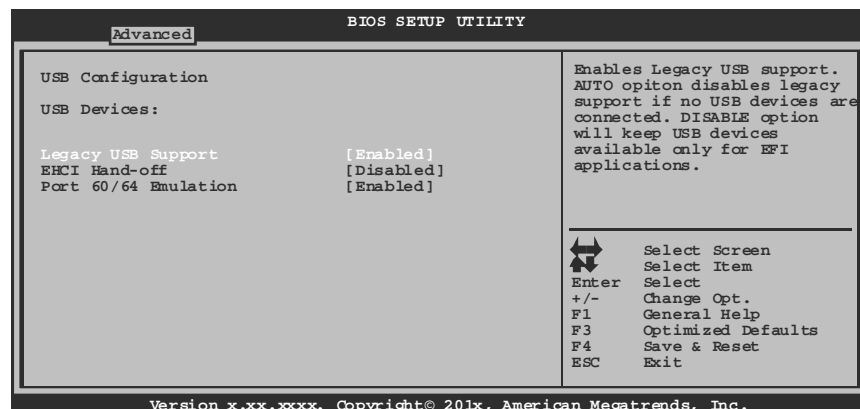 BIOS SETUP UTILITY
Advanced
USB Configuration
USB Devices:
Legacy USB Support [Enabled]
EHCI Hand-off [Disabled]
Port 60/64 Emulation [Enabled]
Enables Legacy USB support.
AUTO opiton disables legacy
support if no USB devices are
connected. DISABLE option
will keep USB devices
available only for EFI
applications.
Select Screen
Select Item
Enter Select
+/- Change Opt.
F1 General Help
F3 Optimized Defaults
F4 Save & Reset
ESC Exit
Version x.xx.xxxx. Copyright© 201x, American Megatrends, Inc.